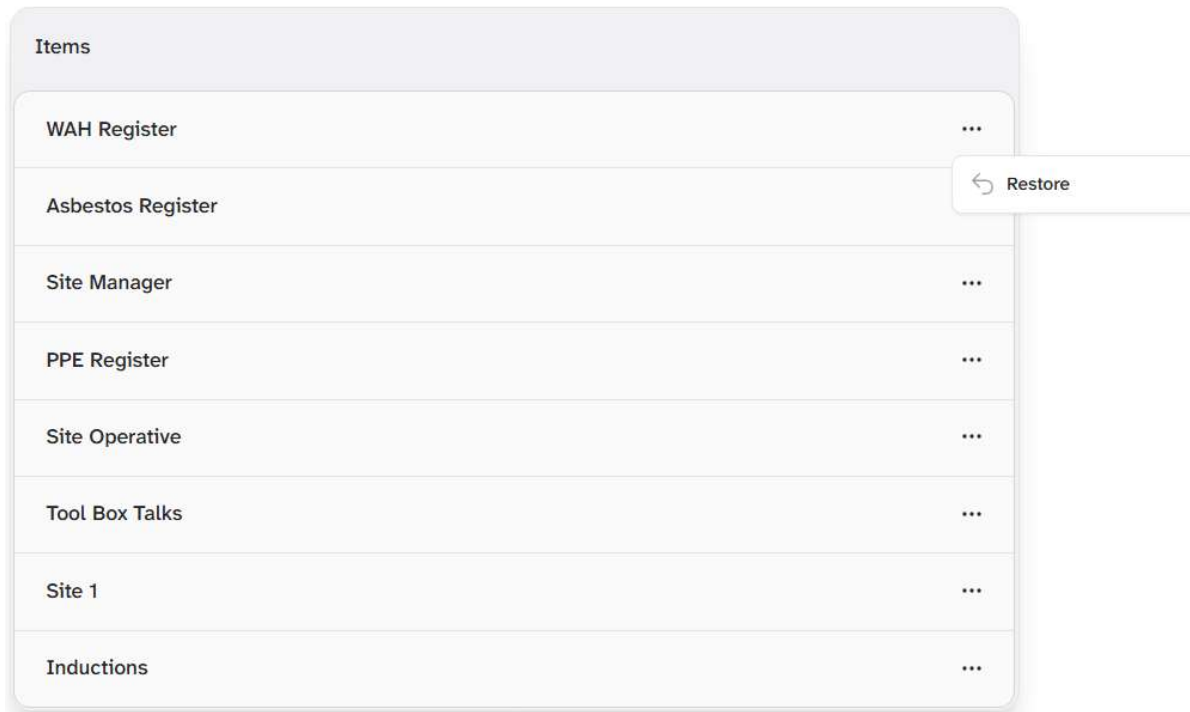 Items
WAH Register
Restore
Asbestos Register
Site Manager
PPE Register
Site Operative
Tool Box Talks
Site 1
Inductions